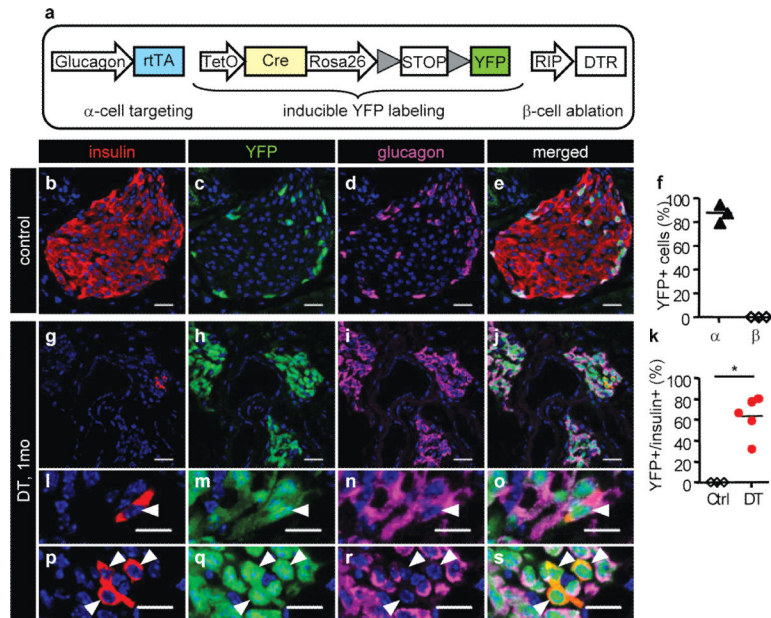 a
Glucagon rtTA TetO Cre Rosa26 STOP YFP RIP DTR
α-cell targeting inducible YFP labeling β-cell ablation
insulin YFP glucagon merged
control
b c d e
f
YFP+ cells (%)
100
80
60
40
20
0
α β
DT, 1mo
g h i j
k
YFP+/insulin+ (%)
*
100
80
60
40
20
0
Ctrl DT
l m n o
p q r s